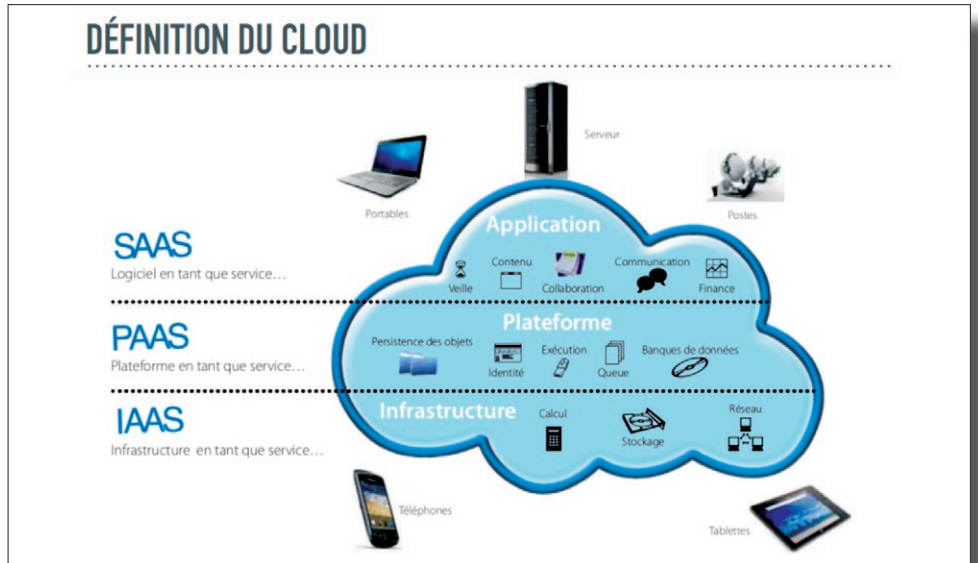 DÉFINITION DU CLOUD
Serveur
Portables
Postes
Application
SAAS
Logiciel en tant que service...
Veille
Contenu
Collaboration
Communication
Finance
Plateforme
PAAS
Plateforme en tant que service...
Persistence des objets
Identité
Exécution
Queue
Banques de données
IAAS
Infrastructure en tant que service...
Infrastructure
Calcul
Stockage
Réseau
Téléphones
Tablettes